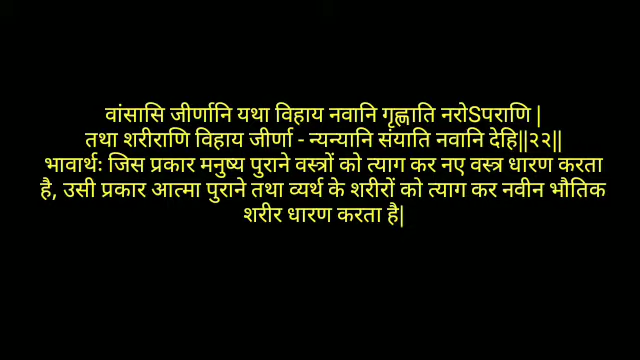 वांसासि जीर्णानि यथा विहाय नवानि गृह्णाति नरोSपराणि |
तथा शरीराणि विहाय जीर्णा - न्यन्यानि संयाति नवानि देहि||२२||
भावार्थः जिस प्रकार मनुष्य पुराने वस्त्रों को त्याग कर नए वस्त्र धारण करता
है, उसी प्रकार आत्मा पुराने तथा व्यर्थ के शरीरों को त्याग कर नवीन भौतिक
शरीर धारण करता है|